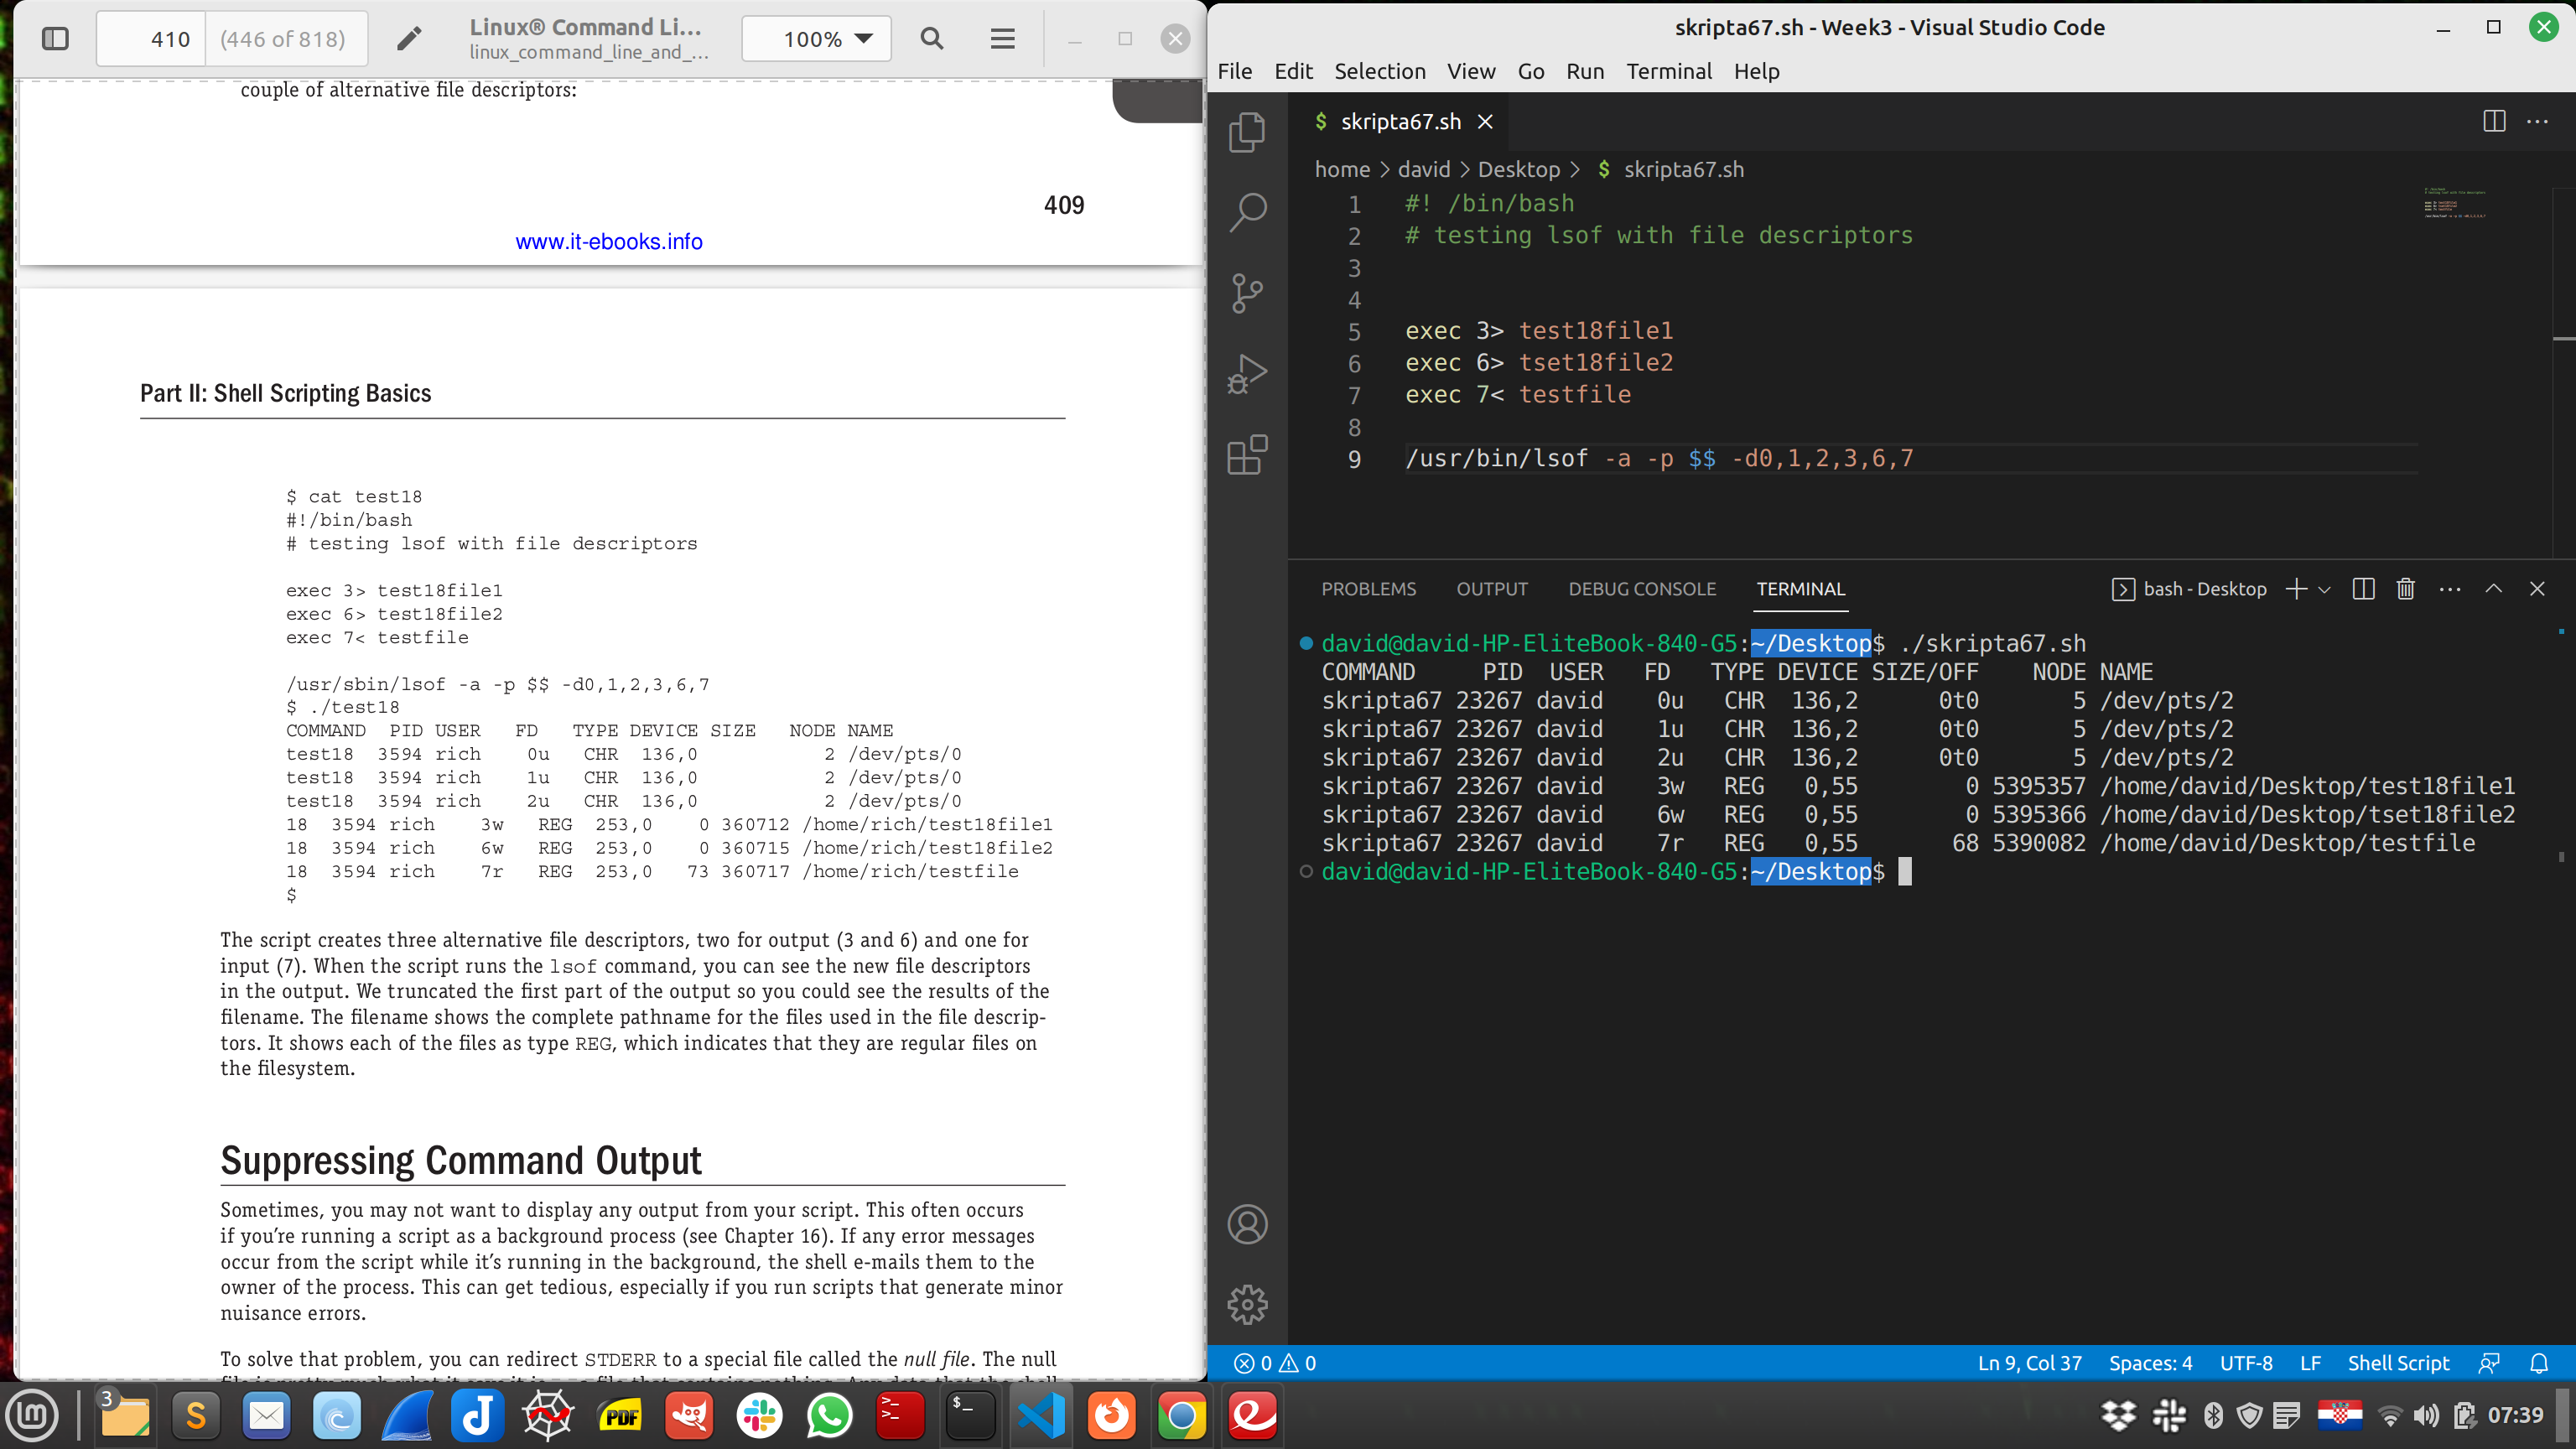 410
(446 of 818)
Linux® Command Li...
linux_command_line_and_...
100%
couple of alternative file descriptors:
409
www.it-ebooks.info
Part II: Shell Scripting Basics
$ cat test18
#!/bin/bash
# testing lsof with file descriptors
exec 3> test18file1
exec 6> test18file2
exec 7< testfile
/usr/sbin/lsof -a -p $$ -d0,1,2,3,6,7
$ ./test18
COMMAND PID USER FD TYPE DEVICE SIZE NODE NAME
test18 3594 rich 0u CHR 136,0 2 /dev/pts/0
test18 3594 rich 1u CHR 136,0 2 /dev/pts/0
test18 3594 rich 2u CHR 136,0 2 /dev/pts/0
18 3594 rich 3w REG 253,0 0 360712 /home/rich/test18file1
18 3594 rich 6w REG 253,0 0 360715 /home/rich/test18file2
18 3594 rich 7r REG 253,0 73 360717 /home/rich/testfile
$
The script creates three alternative file descriptors, two for output (3 and 6) and one for
input (7). When the script runs the lsof command, you can see the new file descriptors
in the output. We truncated the first part of the output so you could see the results of the
filename. The filename shows the complete pathname for the files used in the file descrip-
tors. It shows each of the files as type REG, which indicates that they are regular files on
the filesystem.
Suppressing Command Output
Sometimes, you may not want to display any output from your script. This often occurs
if you're running a script as a background process (see Chapter 16). If any error messages
occur from the script while it's running in the background, the shell e-mails them to the
owner of the process. This can get tedious, especially if you run scripts that generate minor
nuisance errors.
To solve that problem, you can redirect STDERR to a special file called the null file. The null
skripta67.sh - Week3 - Visual Studio Code
File Edit Selection View Go Run Terminal Help
$ skripta67.sh
home > david > Desktop > $ skripta67.sh
1 #! /bin/bash
2 # testing lsof with file descriptors
3
4
5 exec 3> test18file1
6 exec 6> tset18file2
7 exec 7< testfile
8
9 /usr/bin/lsof -a -p $$ -d0,1,2,3,6,7
PROBLEMS OUTPUT DEBUG CONSOLE TERMINAL
bash - Desktop
david@david-HP-EliteBook-840-G5:~/Desktop$ ./skripta67.sh
COMMAND PID USER FD TYPE DEVICE SIZE/OFF NODE NAME
skripta67 23267 david 0u CHR 136,2 0t0 5 /dev/pts/2
skripta67 23267 david 1u CHR 136,2 0t0 5 /dev/pts/2
skripta67 23267 david 2u CHR 136,2 0t0 5 /dev/pts/2
skripta67 23267 david 3w REG 0,55 0 5395357 /home/david/Desktop/test18file1
skripta67 23267 david 6w REG 0,55 0 5395366 /home/david/Desktop/tset18file2
skripta67 23267 david 7r REG 0,55 68 5390082 /home/david/Desktop/testfile
david@david-HP-EliteBook-840-G5:~/Desktop$
0 0
Ln 9, Col 37 Spaces: 4 UTF-8 LF Shell Script
3
S
J
PDF
$_
07:39